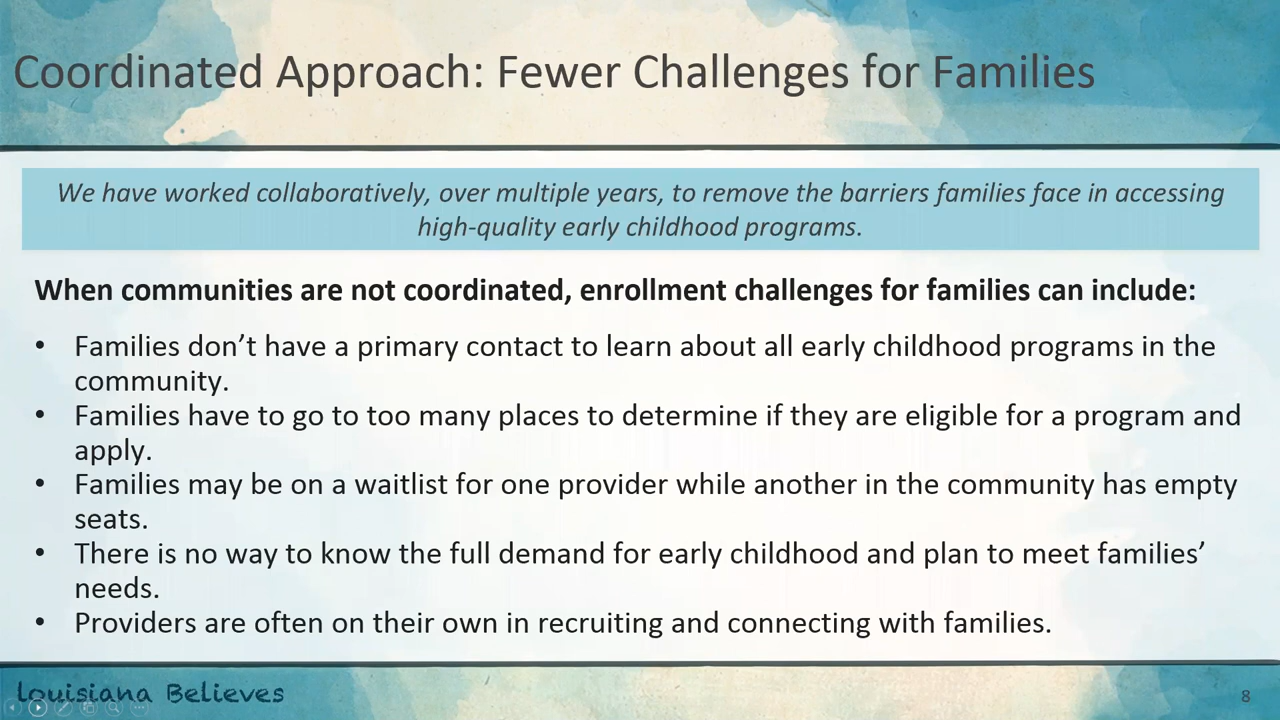 Coordinated Approach: Fewer Challenges for Families
We have worked collaboratively, over multiple years, to remove the barriers families face in accessing
high-quality early childhood programs.
When communities are not coordinated, enrollment challenges for families can include:
• Families don’t have a primary contact to learn about all early childhood programs in the
community.
• Families have to go to too many places to determine if they are eligible for a program and
apply.
• Families may be on a waitlist for one provider while another in the community has empty
seats.
• There is no way to know the full demand for early childhood and plan to meet families’
needs.
• Providers are often on their own in recruiting and connecting with families.
Louisiana Believes
8